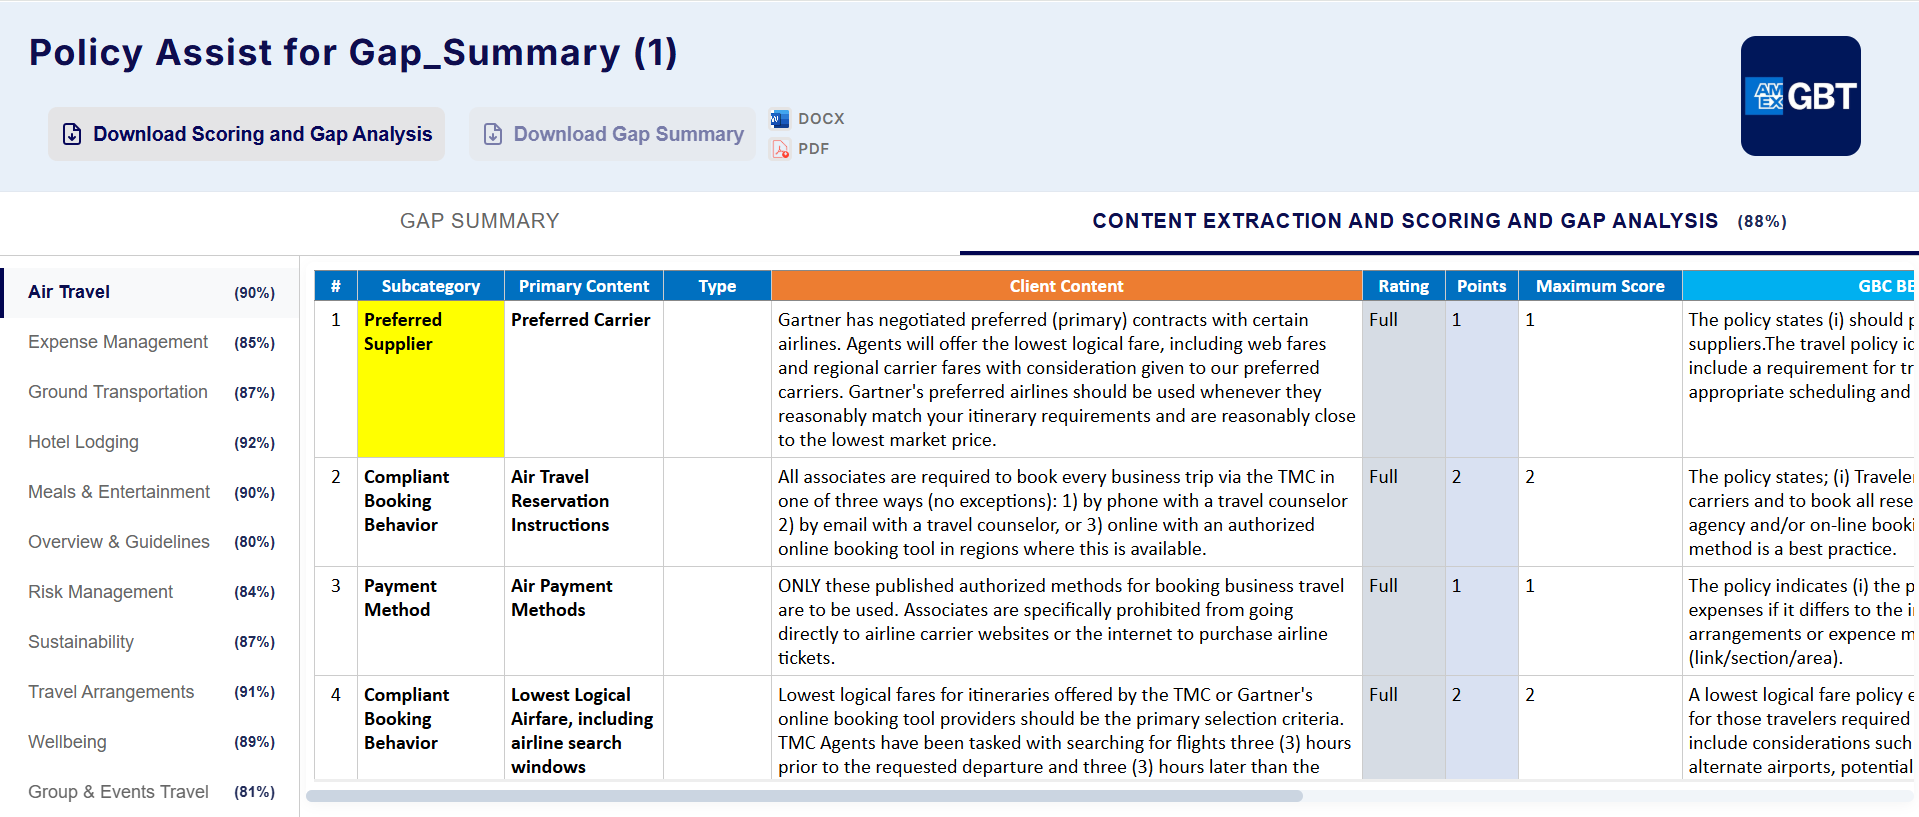 Policy Assist for Gap_Summary (1)
Download Scoring and Gap Analysis
Download Gap Summary
DOCX
PDF
AM
EX
GBT
GAP SUMMARY
CONTENT EXTRACTION AND SCORING AND GAP ANALYSIS (88%)
Air Travel (90%)
Expense Management (85%)
Ground Transportation (87%)
Hotel Lodging (92%)
Meals & Entertainment (90%)
Overview & Guidelines (80%)
Risk Management (84%)
Sustainability (87%)
Travel Arrangements (91%)
Wellbeing (89%)
Group & Events Travel (81%)
# Subcategory Primary Content Type Client Content Rating Points Maximum Score GBC BE
1
Preferred
Supplier
Preferred Carrier
Gartner has negotiated preferred (primary) contracts with certain
airlines. Agents will offer the lowest logical fare, including web fares
and regional carrier fares with consideration given to our preferred
carriers. Gartner's preferred airlines should be used whenever they
reasonably match your itinerary requirements and are reasonably close
to the lowest market price.
Full
1
1
The policy states (i) should p
suppliers.The travel policy id
include a requirement for tr
appropriate scheduling and
2
Compliant
Booking
Behavior
Air Travel
Reservation
Instructions
All associates are required to book every business trip via the TMC in
one of three ways (no exceptions): 1) by phone with a travel counselor
2) by email with a travel counselor, or 3) online with an authorized
online booking tool in regions where this is available.
Full
2
2
The policy states; (i) Traveler
carriers and to book all rese
agency and/or on-line booki
method is a best practice.
3
Payment
Method
Air Payment
Methods
ONLY these published authorized methods for booking business travel
are to be used. Associates are specifically prohibited from going
directly to airline carrier websites or the internet to purchase airline
tickets.
Full
1
1
The policy indicates (i) the p
expenses if it differs to the i
arrangements or expence m
(link/section/area).
4
Compliant
Booking
Behavior
Lowest Logical
Airfare, including
airline search
windows
Lowest logical fares for itineraries offered by the TMC or Gartner's
online booking tool providers should be the primary selection criteria.
TMC Agents have been tasked with searching for flights three (3) hours
prior to the requested departure and three (3) hours later than the
Full
2
2
A lowest logical fare policy e
for those travelers required
include considerations such
alternate airports, potential